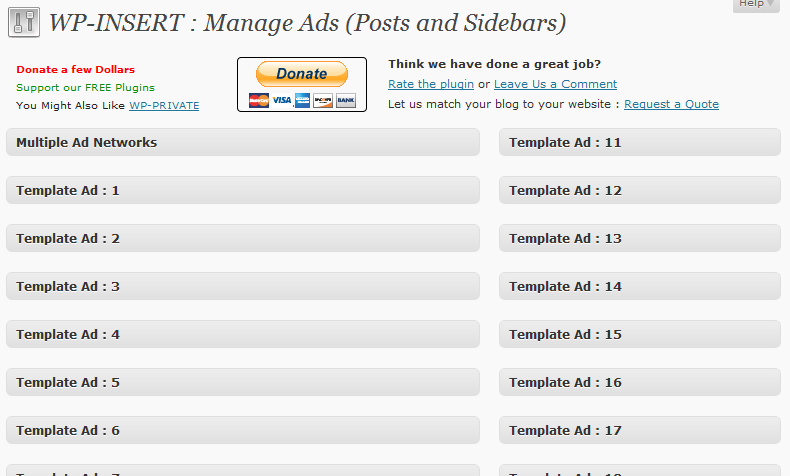 Help
WP-INSERT : Manage Ads (Posts and Sidebars)
Donate a few Dollars
Support our FREE Plugins
You Might Also Like WP-PRIVATE
Donate
MasterCard VISA DISCOVER BANK
Think we have done a great job?
Rate the plugin or Leave Us a Comment
Let us match your blog to your website : Request a Quote
Multiple Ad Networks
Template Ad : 1
Template Ad : 2
Template Ad : 3
Template Ad : 4
Template Ad : 5
Template Ad : 6
Template Ad : 11
Template Ad : 12
Template Ad : 13
Template Ad : 14
Template Ad : 15
Template Ad : 16
Template Ad : 17